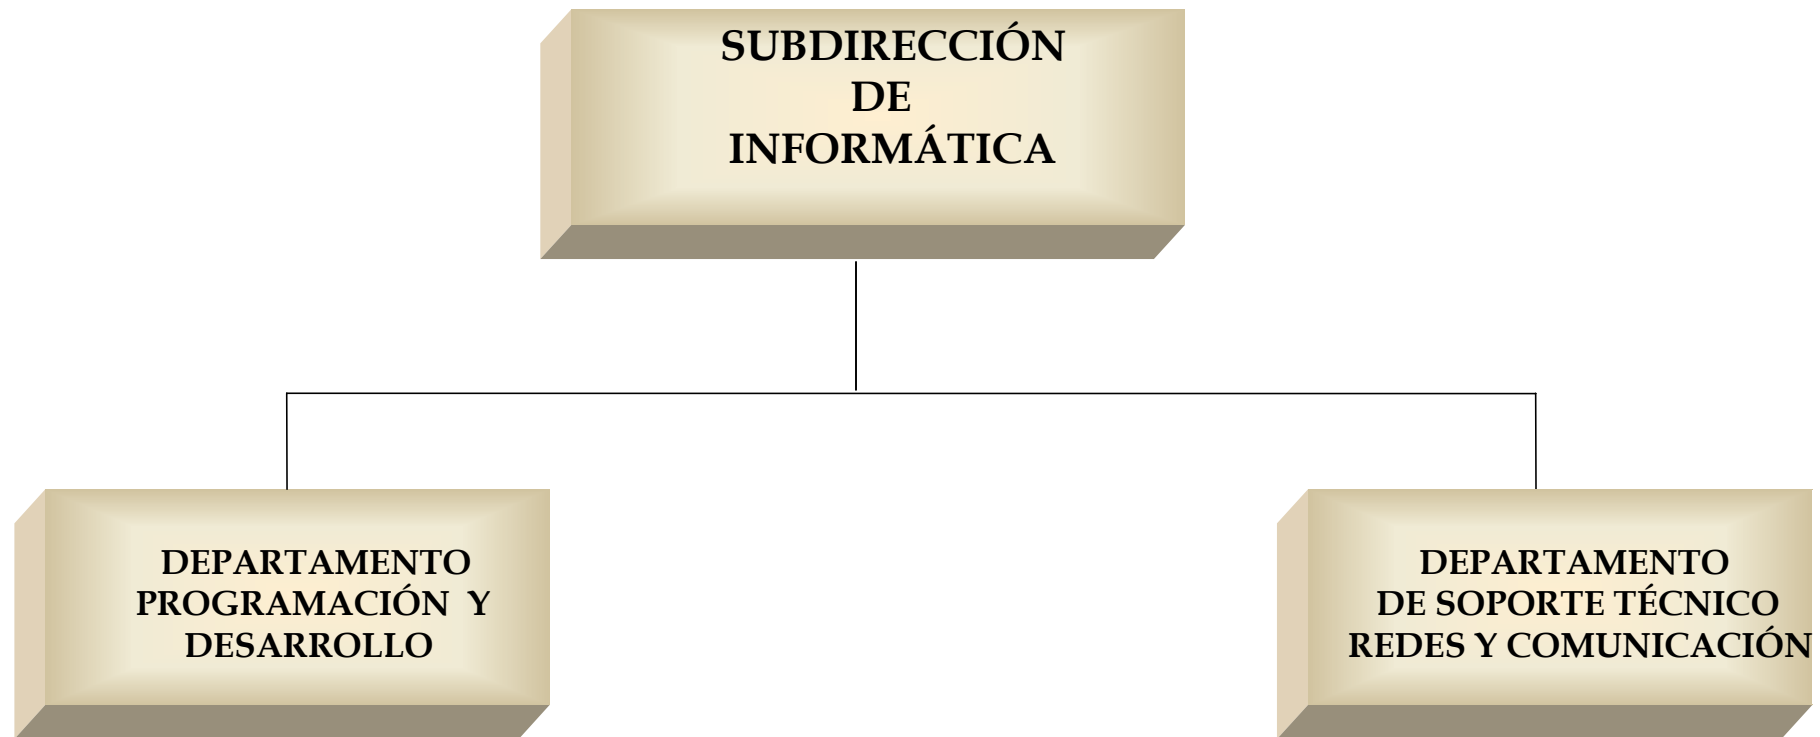 SUBDIRECCIÓN
DE
INFORMÁTICA
DEPARTAMENTO
PROGRAMACIÓN Y
DESARROLLO
DEPARTAMENTO
DE SOPORTE TÉCNICO
REDES Y COMUNICACIÓN